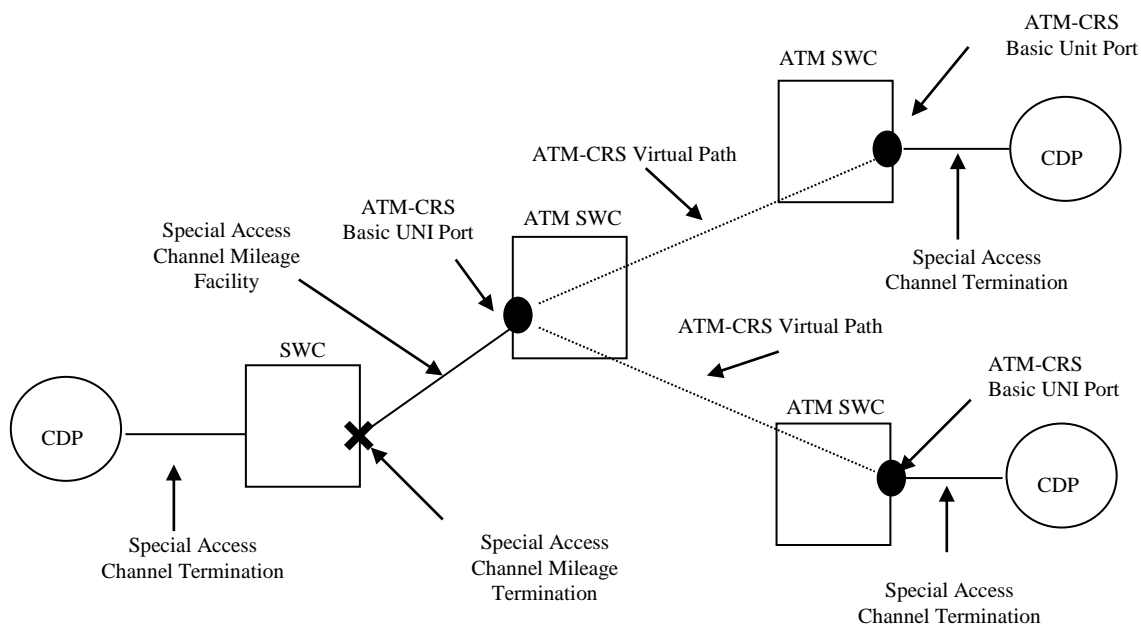 ATM-CRS
Basic Unit Port
ATM SWC
CDP
ATM-CRS Virtual Path
ATM-CRS
Basic UNI Port
ATM SWC
Special Access
Channel Mileage
Facility
Special Access
Channel Termination
ATM-CRS Virtual Path
SWC
ATM-CRS
Basic UNI Port
ATM SWC
CDP
CDP
Special Access
Channel Termination
Special Access
Channel Mileage
Termination
Special Access
Channel Termination